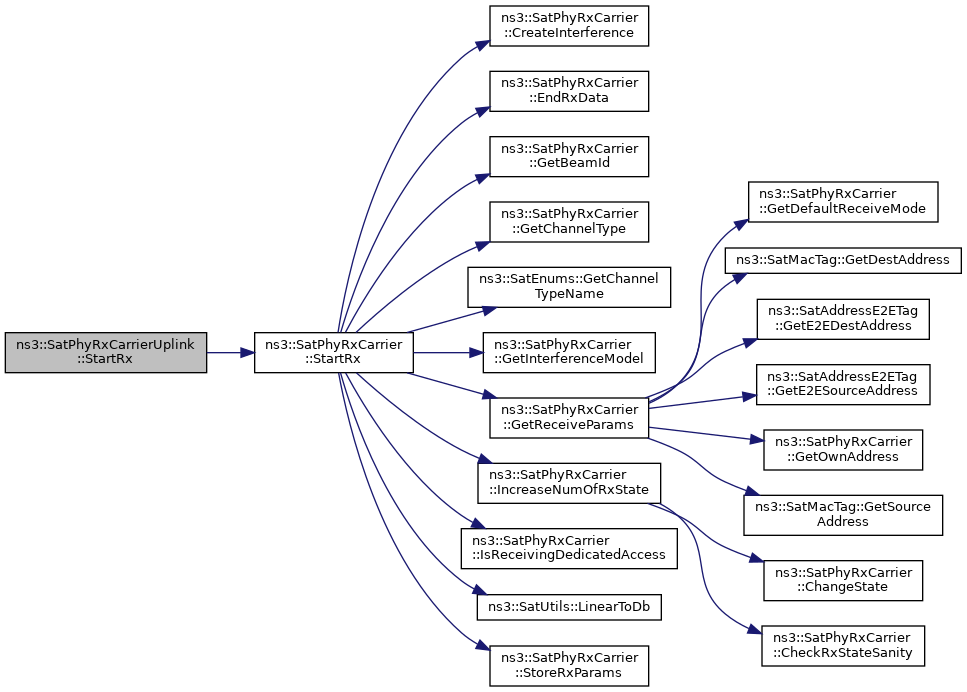 ns3::SatPhyRxCarrierUplink
::StartRx
ns3::SatPhyRxCarrier
::StartRx
ns3::SatPhyRxCarrier
::CreateInterference
ns3::SatPhyRxCarrier
::EndRxData
ns3::SatPhyRxCarrier
::GetBeamId
ns3::SatPhyRxCarrier
::GetChannelType
ns3::SatEnums::GetChannel
TypeName
ns3::SatPhyRxCarrier
::GetInterferenceModel
ns3::SatPhyRxCarrier
::GetReceiveParams
ns3::SatPhyRxCarrier
::IncreaseNumOfRxState
ns3::SatPhyRxCarrier
::IsReceivingDedicatedAccess
ns3::SatUtils::LinearToDb
ns3::SatPhyRxCarrier
::StoreRxParams
ns3::SatPhyRxCarrier
::GetDefaultReceiveMode
ns3::SatMacTag::GetDestAddress
ns3::SatAddressE2ETag
::GetE2EDestAddress
ns3::SatAddressE2ETag
::GetE2ESourceAddress
ns3::SatPhyRxCarrier
::GetOwnAddress
ns3::SatMacTag::GetSource
Address
ns3::SatPhyRxCarrier
::ChangeState
ns3::SatPhyRxCarrier
::CheckRxStateSanity